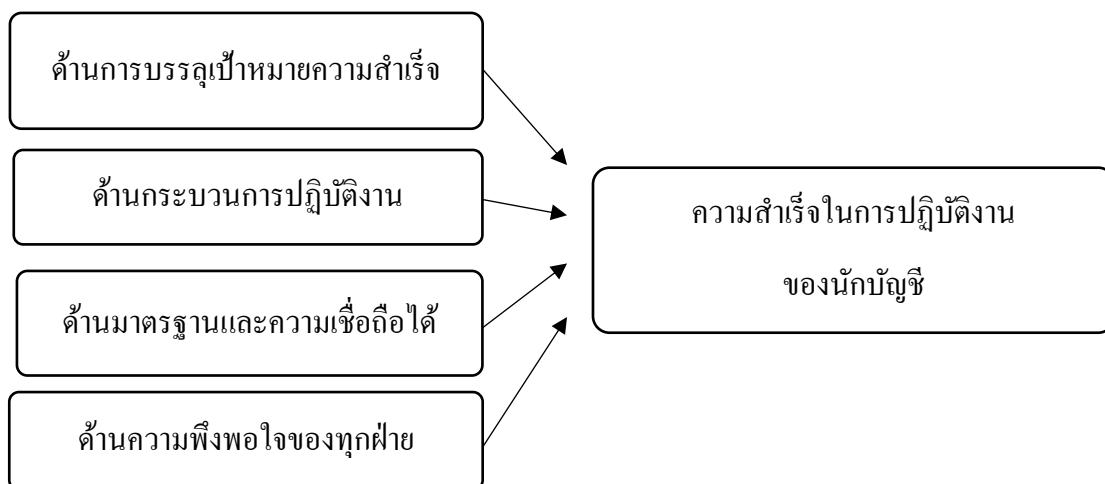 ด้านการบรรลุเป้าหมายความสำเร็จ
ด้านกระบวนการปฏิบัติงาน
ด้านมาตรฐานและความเชื่อถือได้
ด้านความพึงพอใจของทุกฝ่าย
ความสำเร็จในการปฏิบัติงาน
ของนักบัญชี